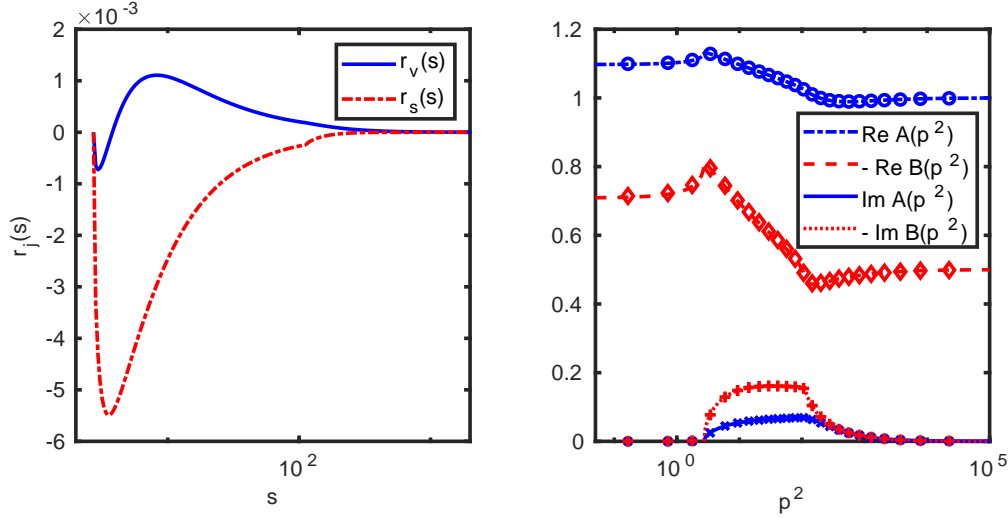 ×10⁻³
2
1
0
-1
-2
-3
-4
-5
-6
r_j(s)
10²
s
r_v(s)
r_s(s)
1.2
1
0.8
0.6
0.4
0.2
0
10⁰
10⁵
p²
Re A(p²)
- Re B(p²)
Im A(p²)
- Im B(p²)